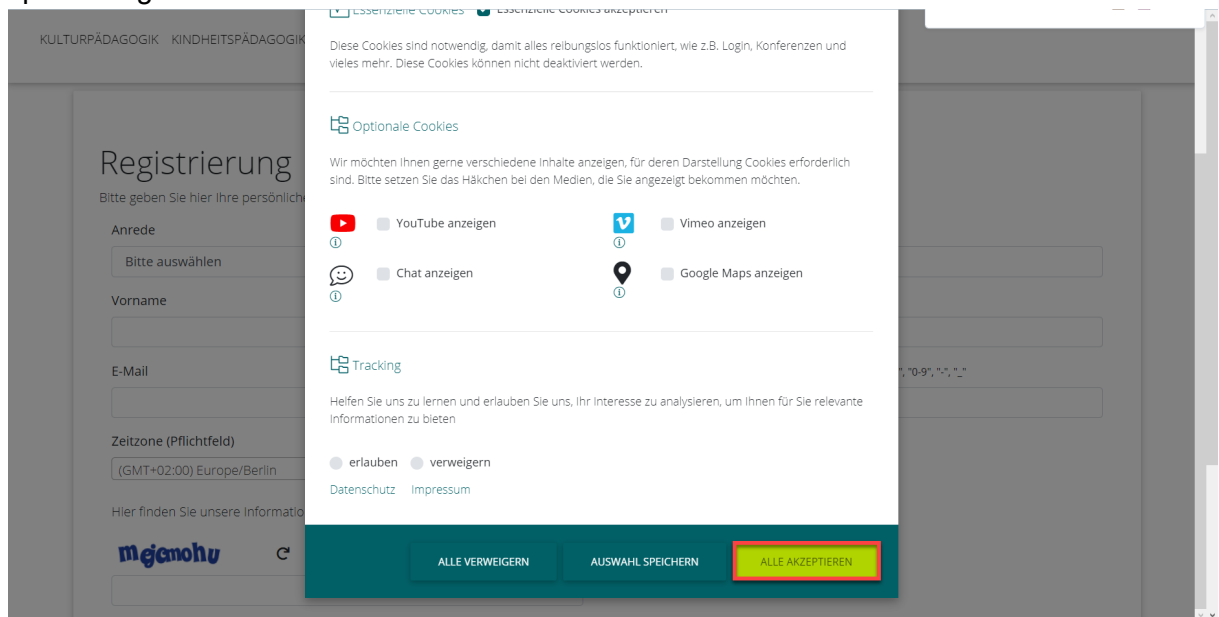 Essenzielle Cookies Essenzielle Cookies akzeptieren
KULTURPÄDAGOGIK KINDHEITSPÄDAGOGIK
Diese Cookies sind notwendig, damit alles reibungslos funktioniert, wie z.B. Login, Konferenzen und
vieles mehr. Diese Cookies können nicht deaktiviert werden.
Optionale Cookies
Wir möchten Ihnen gerne verschiedene Inhalte anzeigen, für deren Darstellung Cookies erforderlich
sind. Bitte setzen Sie das Häkchen bei den Medien, die Sie angezeigt bekommen möchten.
YouTube anzeigen
Vimeo anzeigen
Chat anzeigen
Google Maps anzeigen
Tracking
Helfen Sie uns zu lernen und erlauben Sie uns, Ihr Interesse zu analysieren, um Ihnen für Sie relevante
Informationen zu bieten
erlauben verweigern
Datenschutz Impressum
ALLE VERWEIGERN
AUSWAHL SPEICHERN
ALLE AKZEPTIEREN
Registrierung
Bitte geben Sie hier Ihre persönliche
Anrede
Bitte auswählen
Vorname
E-Mail
", "0-9", "-", "_"
Zeitzone (Pflichtfeld)
(GMT+02:00) Europe/Berlin
Hier finden Sie unsere Informatio
mejanohu